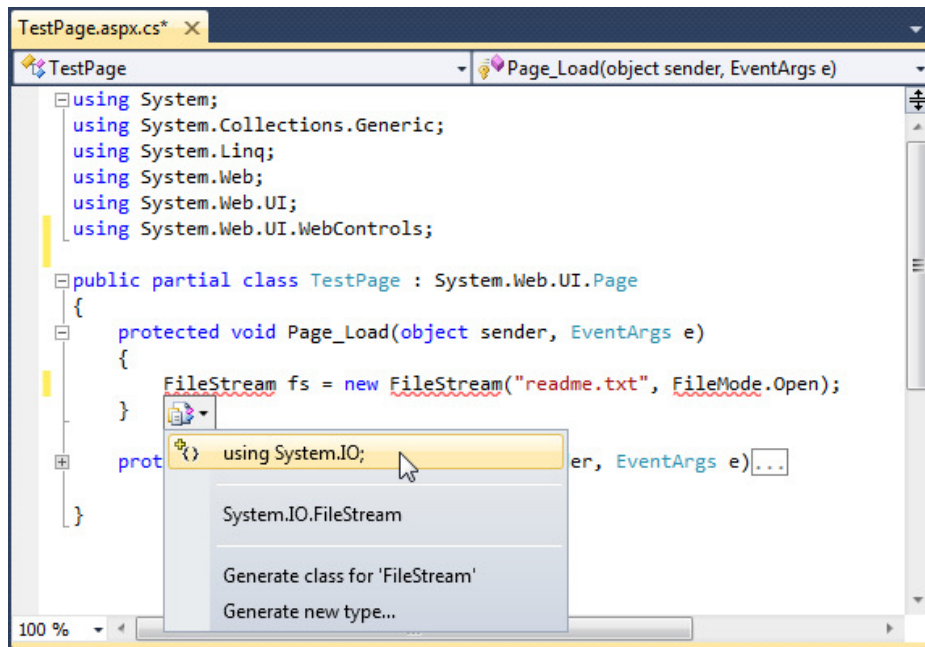 TestPage.aspx.cs*
TestPage Page_Load(object sender, EventArgs e)
using System;
using System.Collections.Generic;
using System.Linq;
using System.Web;
using System.Web.UI;
using System.Web.UI.WebControls;
public partial class TestPage : System.Web.UI.Page
{
protected void Page_Load(object sender, EventArgs e)
{
FileStream fs = new FileStream("readme.txt", FileMode.Open);
}
using System.IO;
prot er, EventArgs e)...
System.IO.FileStream
}
Generate class for 'FileStream'
Generate new type...
100 %